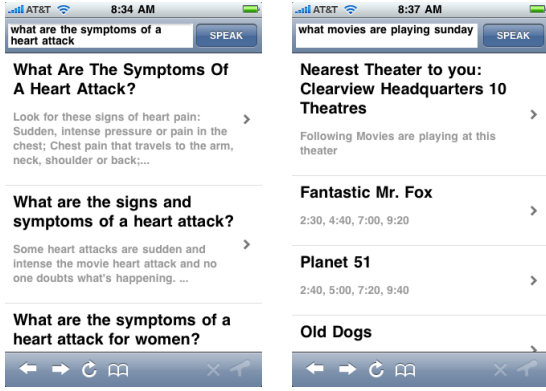 AT&T 8:34 AM
what are the symptoms of a
heart attack
SPEAK
What Are The Symptoms Of
A Heart Attack?
Look for these signs of heart pain:
Sudden, intense pressure or pain in the
chest; Chest pain that travels to the arm,
neck, shoulder or back;...
What are the signs and
symptoms of a heart attack?
Some heart attacks are sudden and
intense the movie heart attack and no
one doubts what's happening. ...
What are the symptoms of a
heart attack for women?
AT&T 8:37 AM
what movies are playing sunday
SPEAK
Nearest Theater to you:
Clearview Headquarters 10
Theatres
Following Movies are playing at this
theater
Fantastic Mr. Fox
2:30, 4:40, 7:00, 9:20
Planet 51
2:40, 5:00, 7:20, 9:40
Old Dogs